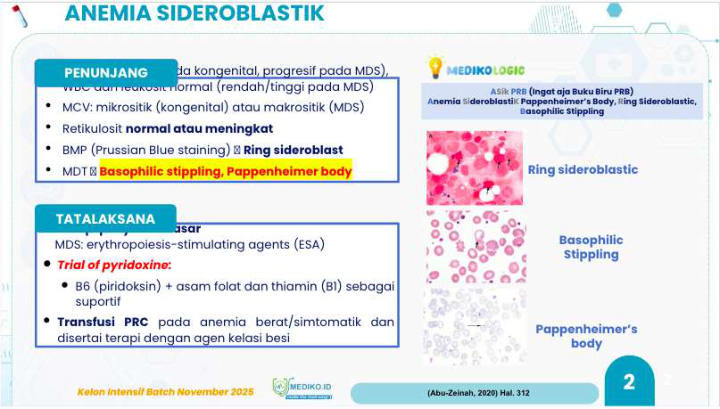 ANEMIA SIDEROBLASTIK
PENUNJANG
da kongenital, progresif pada MDS),
WBC dan leukosit normal (rendah/tinggi pada MDS)
• MCV: mikrositik (kongenital) atau makrositik (MDS)
• Retikulosit normal atau meningkat
• BMP (Prussian Blue staining) Ring sideroblast
• MDT Basophilic stippling, Pappenheimer body
TATALAKSANA
asar
MDS: erythropoiesis-stimulating agents (ESA)
• Trial of pyridoxine:
• B6 (piridoksin) + asam folat dan thiamin (B1) sebagai
suportif
• Transfusi PRC pada anemia berat/simtomatik dan
disertai terapi dengan agen kelasi besi
MEDIKOLOGIC
ASik PRB (Ingat aja Buku Biru PRB)
Anemia SideroblastiK Pappenheimer's Body, Ring Sideroblastic,
Basophilic Stippling
Ring sideroblastic
Basophilic
Stippling
Pappenheimer's
body
Kelon Intensif Batch November 2025
MEDIKO.ID
(Abu-Zeinah, 2020) Hal. 312
2
2